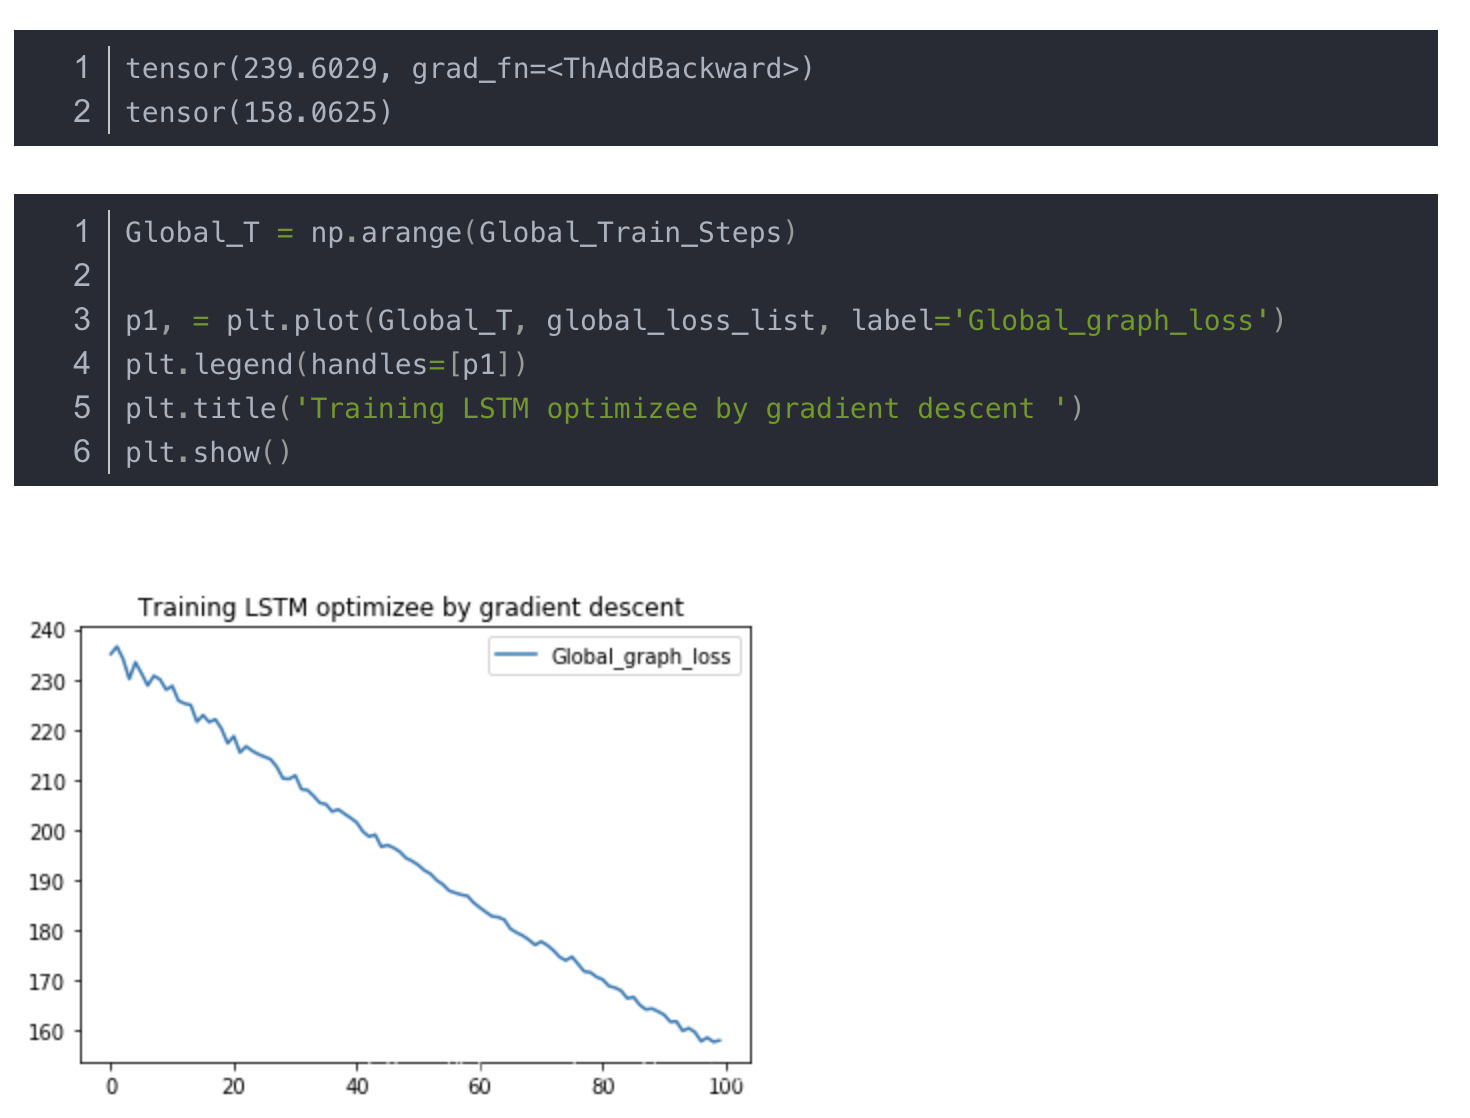 1 tensor(239.6029, grad_fn=<ThAddBackward>)
2 tensor(158.0625)
1 Global_T = np.arange(Global_Train_Steps)
2
3 p1, = plt.plot(Global_T, global_loss_list, label='Global_graph_loss')
4 plt.legend(handles=[p1])
5 plt.title('Training LSTM optimizee by gradient descent ')
6 plt.show()
Training LSTM optimizee by gradient descent
Global_graph_loss
240
230
220
210
200
190
180
170
160
0 20 40 60 80 100